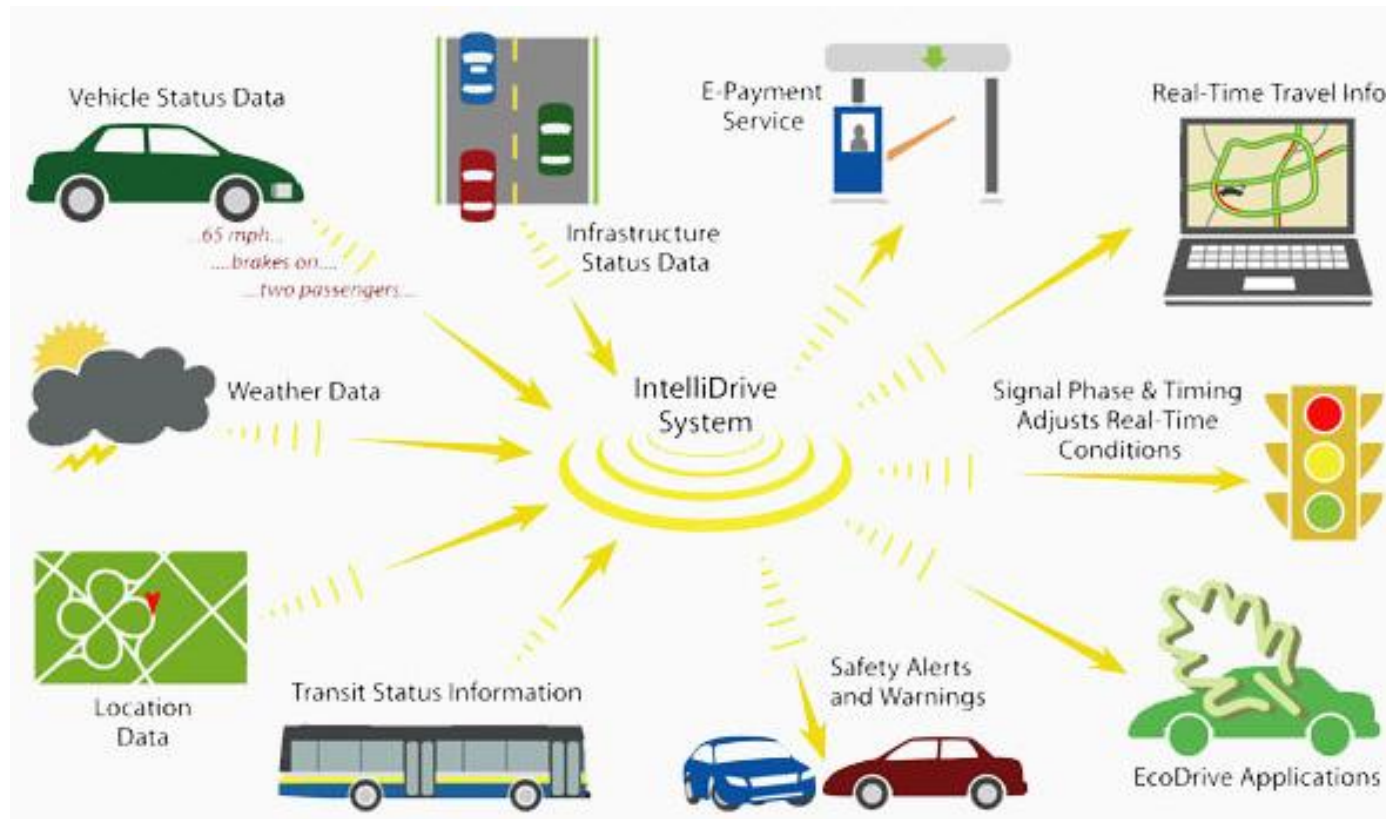 Vehicle Status Data
...65 mph...
....brakes on....
...two passengers...
Infrastructure
Status Data
E-Payment
Service
Real-Time Travel Info
Weather Data
IntelliDrive
System
Signal Phase & Timing
Adjusts Real-Time
Conditions
Location
Data
Transit Status Information
Safety Alerts
and Warnings
EcoDrive Applications